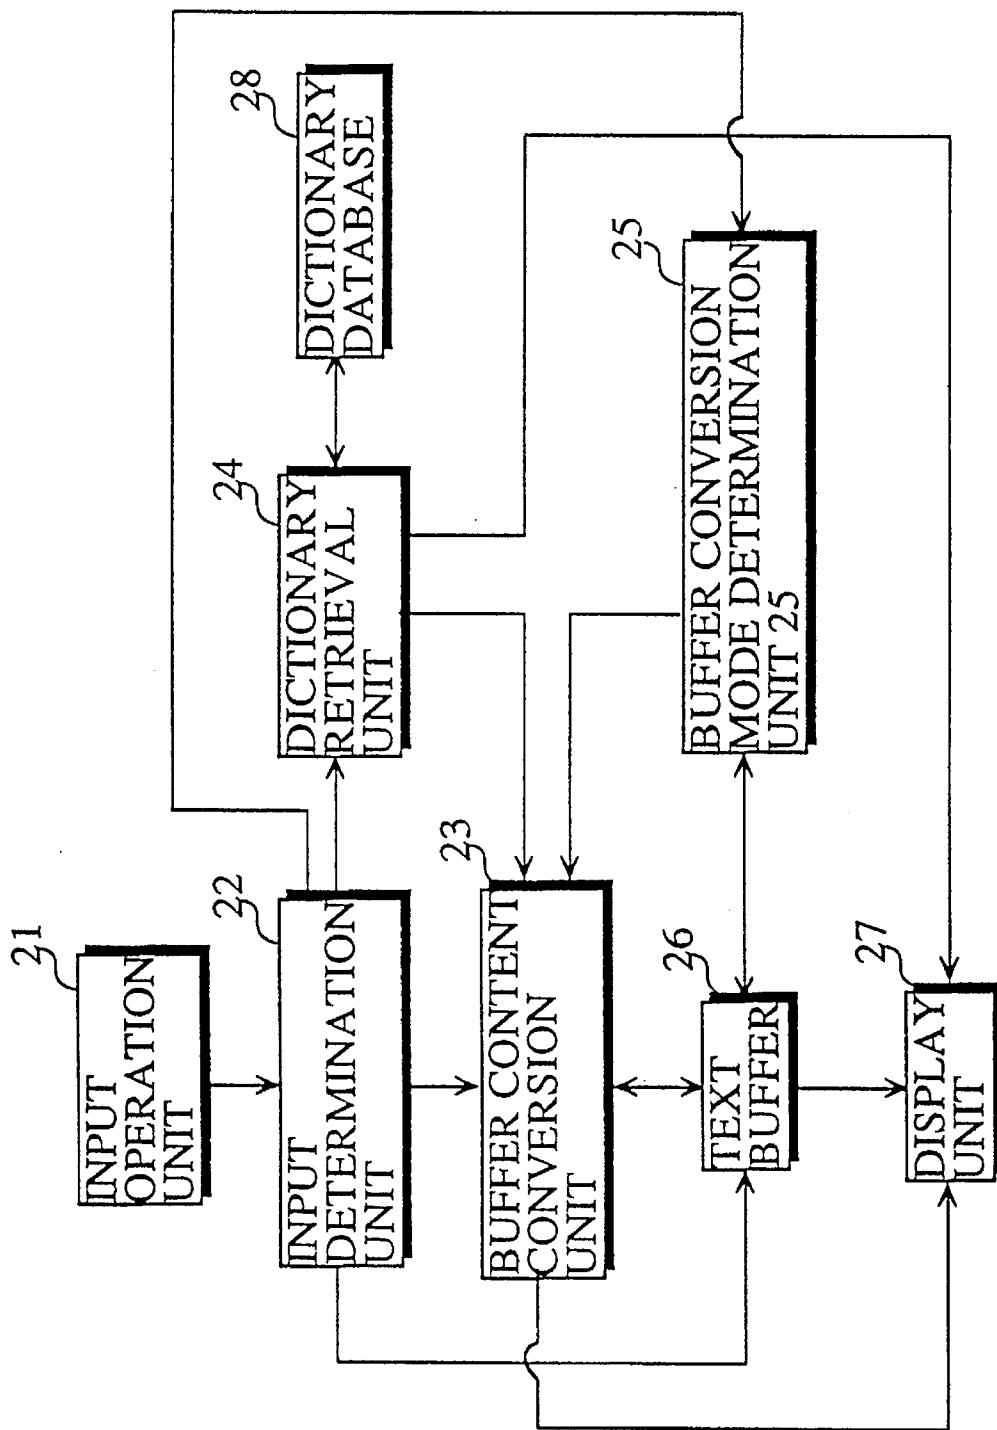 21
INPUT
OPERATION
UNIT
22
INPUT
DETERMINATION
UNIT
24
DICTIONARY
RETRIEVAL
UNIT
28
DICTIONARY
DATABASE
23
BUFFER CONTENT
CONVERSION
UNIT
26
TEXT
BUFFER
25
BUFFER CONVERSION
MODE DETERMINATION
UNIT 25
27
DISPLAY
UNIT